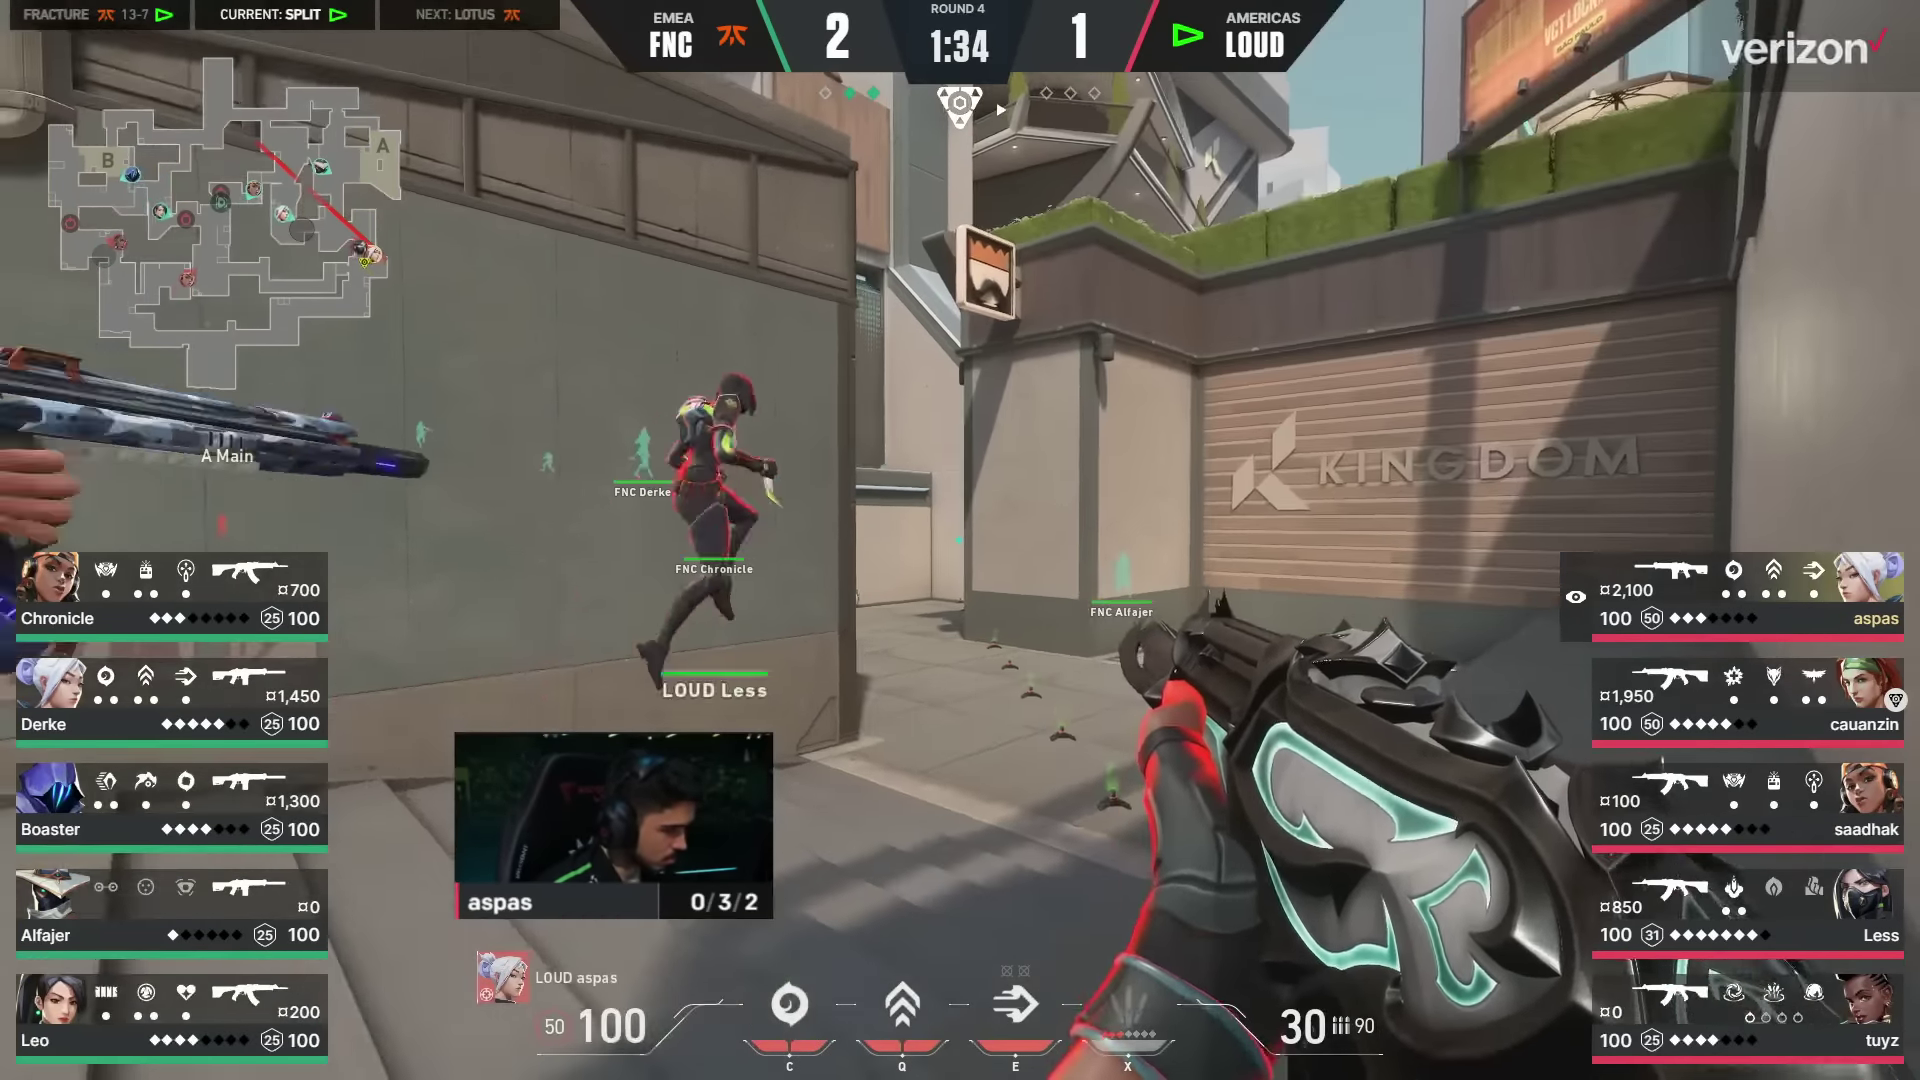 FRACTURE 13-7
CURRENT: SPLIT
NEXT: LOTUS
EMEA
FNC
2
ROUND 4
1:34
1
AMERICAS
LOUD
verizon
VCT LOCK
B
A
A Main
FNC Derke
FNC Chronicle
FNC Alfajer
LOUD Less
KINGDOM
700
Chronicle 25 100
1,450
Derke 25 100
1,300
Boaster 25 100
0
Alfajer 25 100
200
Leo 25 100
2,100
100 50 aspas
1,950
100 50 cauanzin
100
100 25 saadhak
850
100 31 Less
0
100 25 tuyz
aspas 0/3/2
LOUD aspas
50 100
C Q E X
30 90